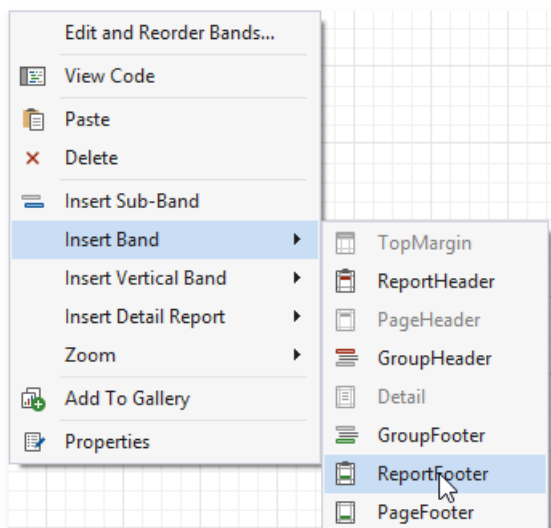 Edit and Reorder Bands...
View Code
Paste
Delete
Insert Sub-Band
Insert Band
Insert Vertical Band
Insert Detail Report
Zoom
Add To Gallery
Properties
TopMargin
ReportHeader
PageHeader
GroupHeader
Detail
GroupFooter
ReportFooter
PageFooter